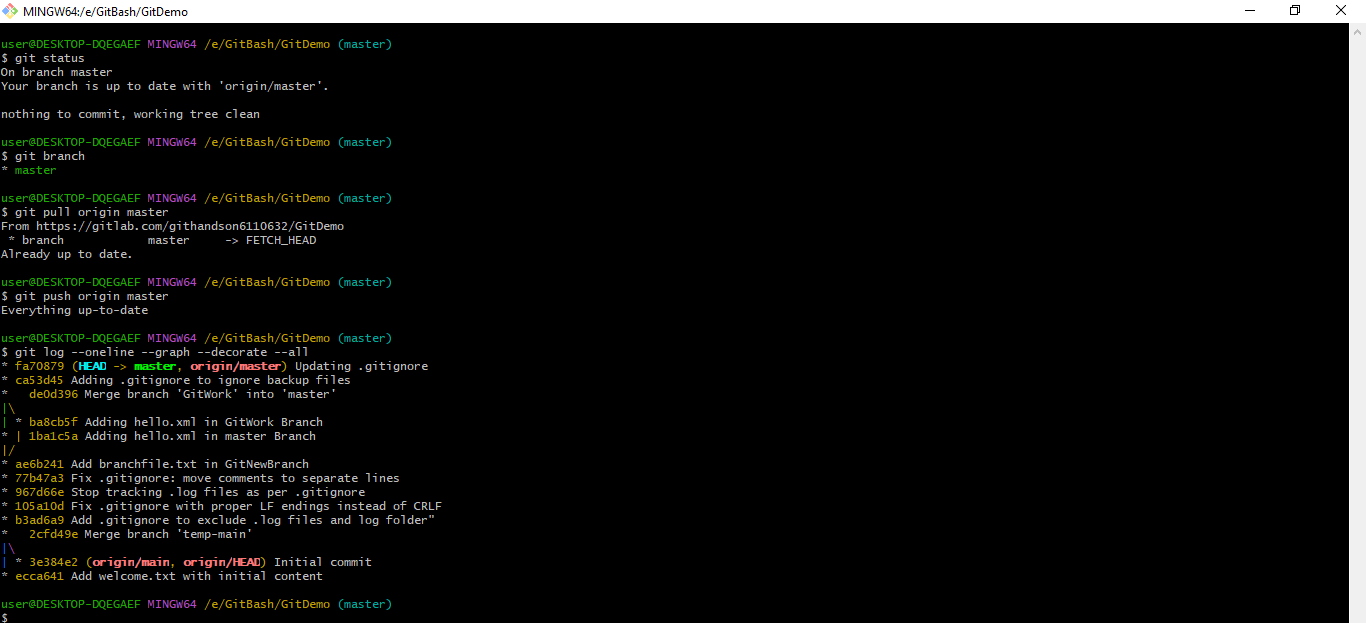 MINGW64:/e/GitBash/GitDemo
user@DESKTOP-DQEGAEF MINGW64 /e/GitBash/GitDemo (master)
$ git status
On branch master
Your branch is up to date with 'origin/master'.
nothing to commit, working tree clean
user@DESKTOP-DQEGAEF MINGW64 /e/GitBash/GitDemo (master)
$ git branch
* master
user@DESKTOP-DQEGAEF MINGW64 /e/GitBash/GitDemo (master)
$ git pull origin master
From https://gitlab.com/githandson6110632/GitDemo
 * branch            master     -> FETCH_HEAD
Already up to date.
user@DESKTOP-DQEGAEF MINGW64 /e/GitBash/GitDemo (master)
$ git push origin master
Everything up-to-date
user@DESKTOP-DQEGAEF MINGW64 /e/GitBash/GitDemo (master)
$ git log --oneline --graph --decorate --all
* fa70879 (HEAD -> master, origin/master) Updating .gitignore
* ca53d45 Adding .gitignore to ignore backup files
*   de0d396 Merge branch 'GitWork' into 'master'
|\
| * ba8cb5f Adding hello.xml in GitWork Branch
* | 1ba1c5a Adding hello.xml in master Branch
|/
* ae6b241 Add branchfile.txt in GitNewBranch
* 77b47a3 Fix .gitignore: move comments to separate lines
* 967d66e Stop tracking .log files as per .gitignore
* 105a10d Fix .gitignore with proper LF endings instead of CRLF
* b3ad6a9 Add .gitignore to exclude .log files and log folder"
*   2cfd49e Merge branch 'temp-main'
|\
| * 3e384e2 (origin/main, origin/HEAD) Initial commit
* ecca641 Add welcome.txt with initial content
user@DESKTOP-DQEGAEF MINGW64 /e/GitBash/GitDemo (master)
$